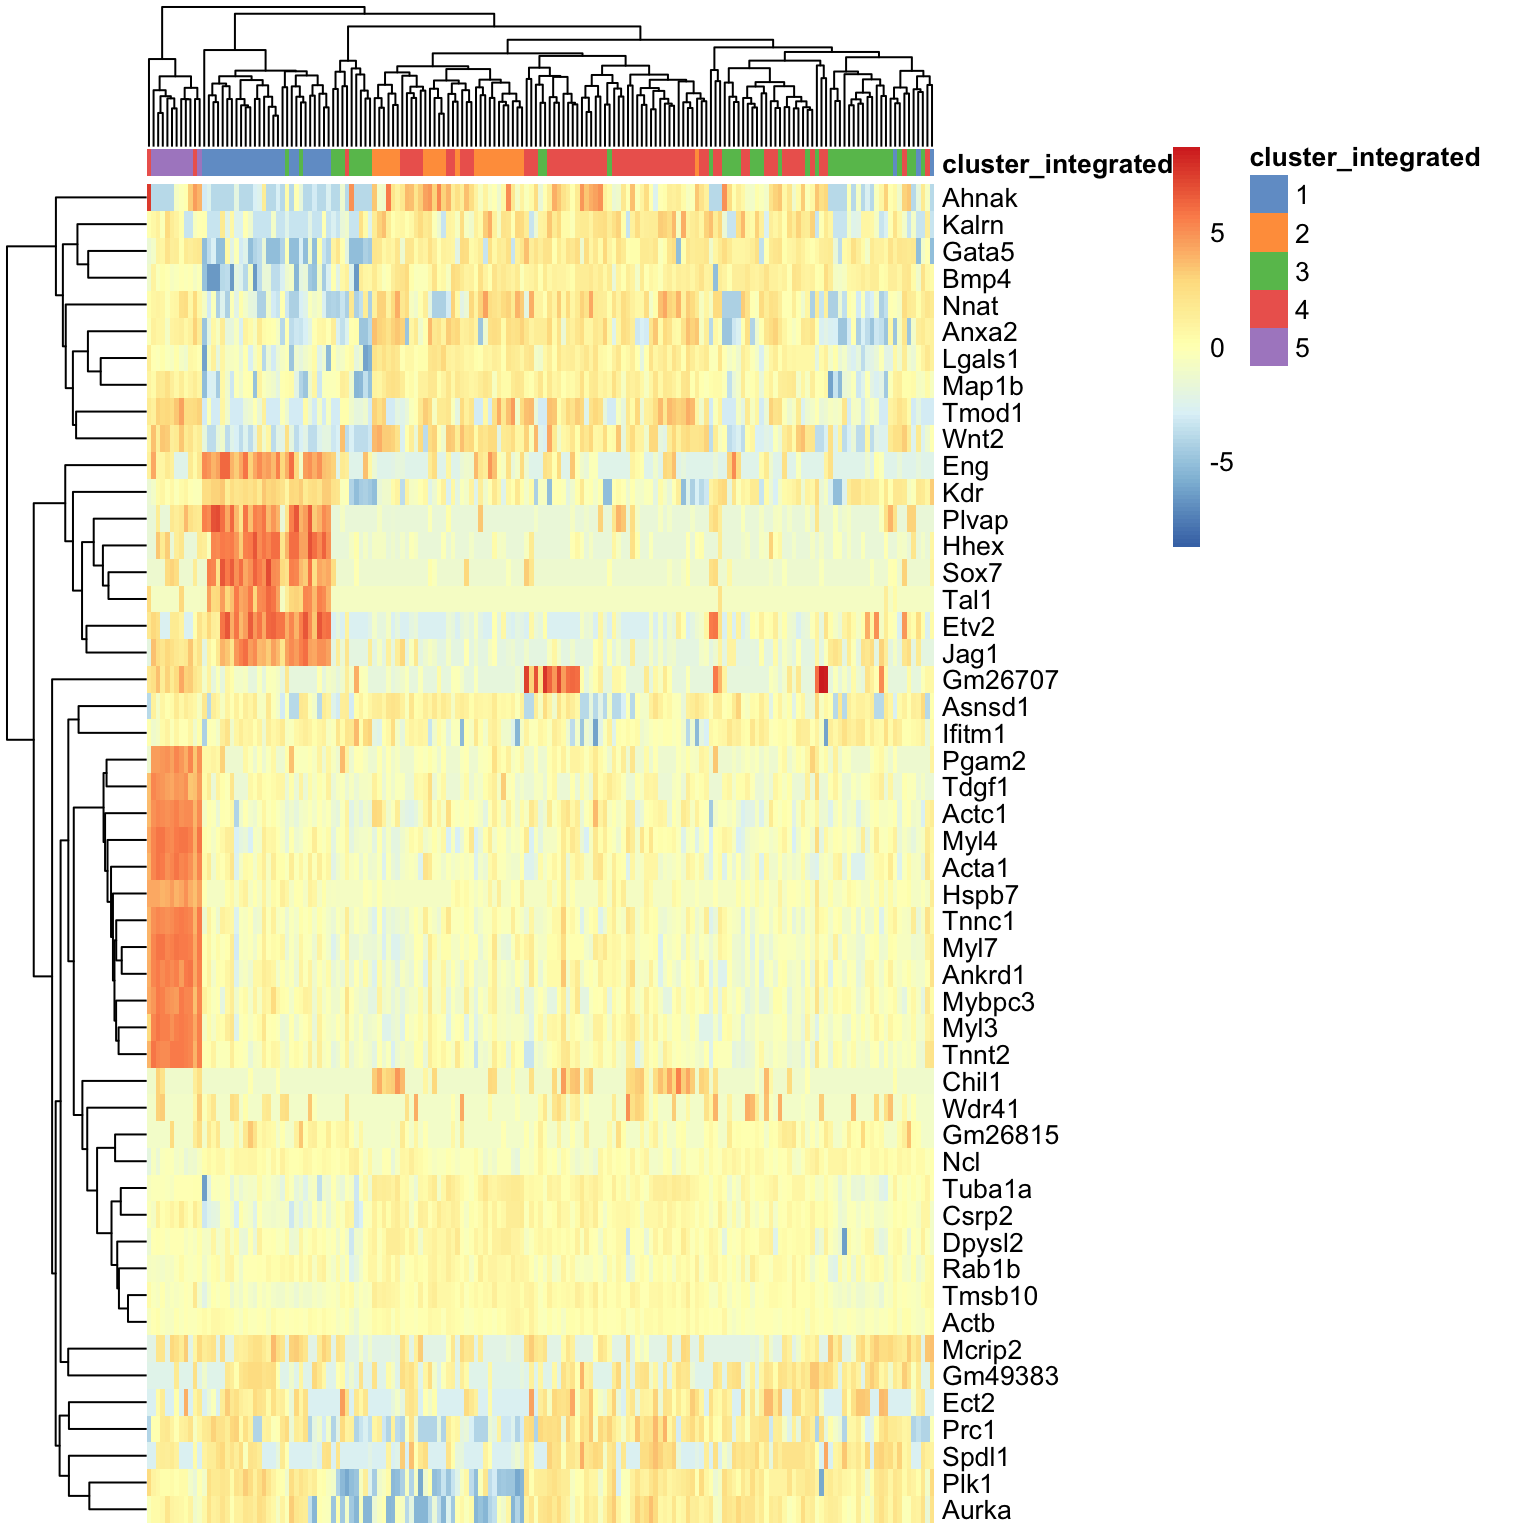 cluster_integrated
cluster_integrated
1
2
3
4
5
5
0
-5
Ahnak
Kalrn
Gata5
Bmp4
Nnat
Anxa2
Lgals1
Map1b
Tmod1
Wnt2
Eng
Kdr
Plvap
Hhex
Sox7
Tal1
Etv2
Jag1
Gm26707
Asnsd1
Ifitm1
Pgam2
Tdgf1
Actc1
Myl4
Acta1
Hspb7
Tnnc1
Myl7
Ankrd1
Mybpc3
Myl3
Tnnt2
Chil1
Wdr41
Gm26815
Ncl
Tuba1a
Csrp2
Dpysl2
Rab1b
Tmsb10
Actb
Mcrip2
Gm49383
Ect2
Prc1
Spdl1
Plk1
Aurka